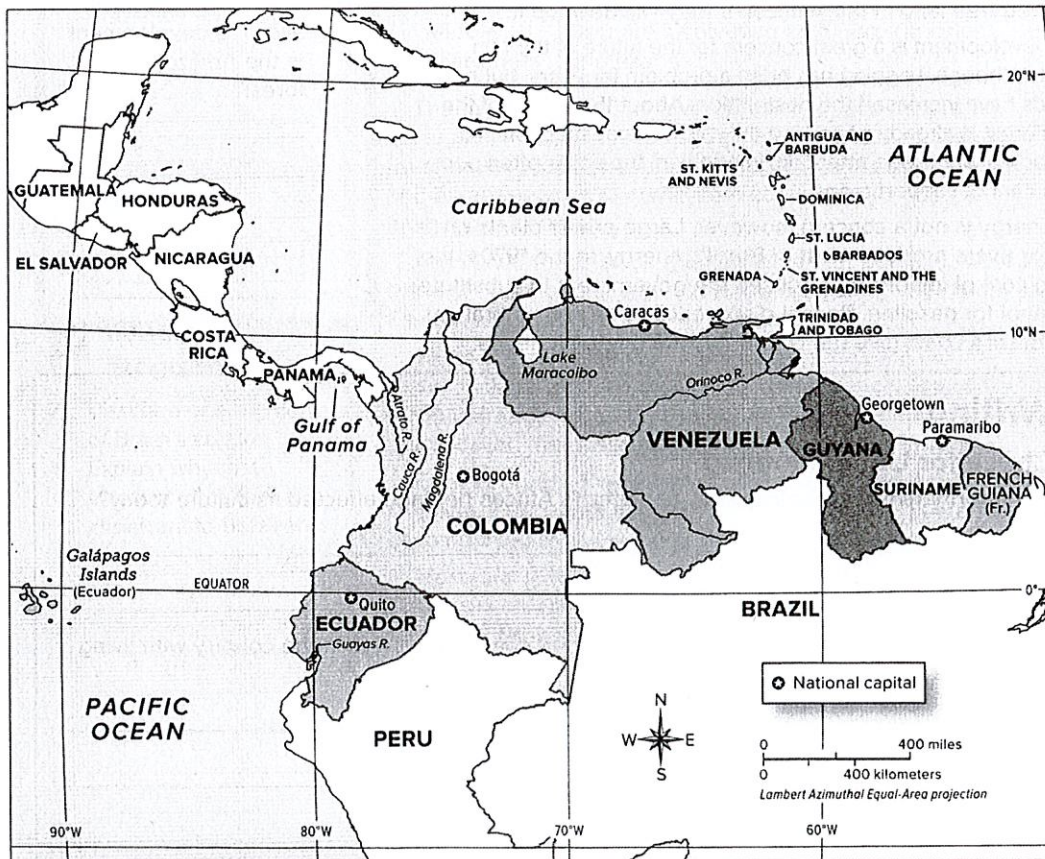 20°N
ANTIGUA AND
BARBUDA
ATLANTIC
OCEAN
ST. KITTS
AND NEVIS
GUATEMALA
HONDURAS
DOMINICA
Caribbean Sea
ST. LUCIA
EL SALVADOR
NICARAGUA
BARBADOS
GRENADA
ST. VINCENT AND THE
GRENADINES
Caracas
TRINIDAD
AND TOBAGO
10°N
COSTA
RICA
Lake
Maracaibo
PANAMA
Orinoco R.
Atrato R.
Gulf of
Panama
Georgetown
Cauca R.
Magdalena R.
VENEZUELA
GUYANA
Paramaribo
Bogotá
SURINAME
FRENCH
GUIANA
(Fr.)
COLOMBIA
Galápagos
Islands
(Ecuador)
EQUATOR
0°
Quito
BRAZIL
ECUADOR
Guayas R.
National capital
PACIFIC
OCEAN
N
W
E
S
PERU
0
400 miles
0
400 kilometers
Lambert Azimuthal Equal-Area projection
90°W
80°W
70°W
60°W